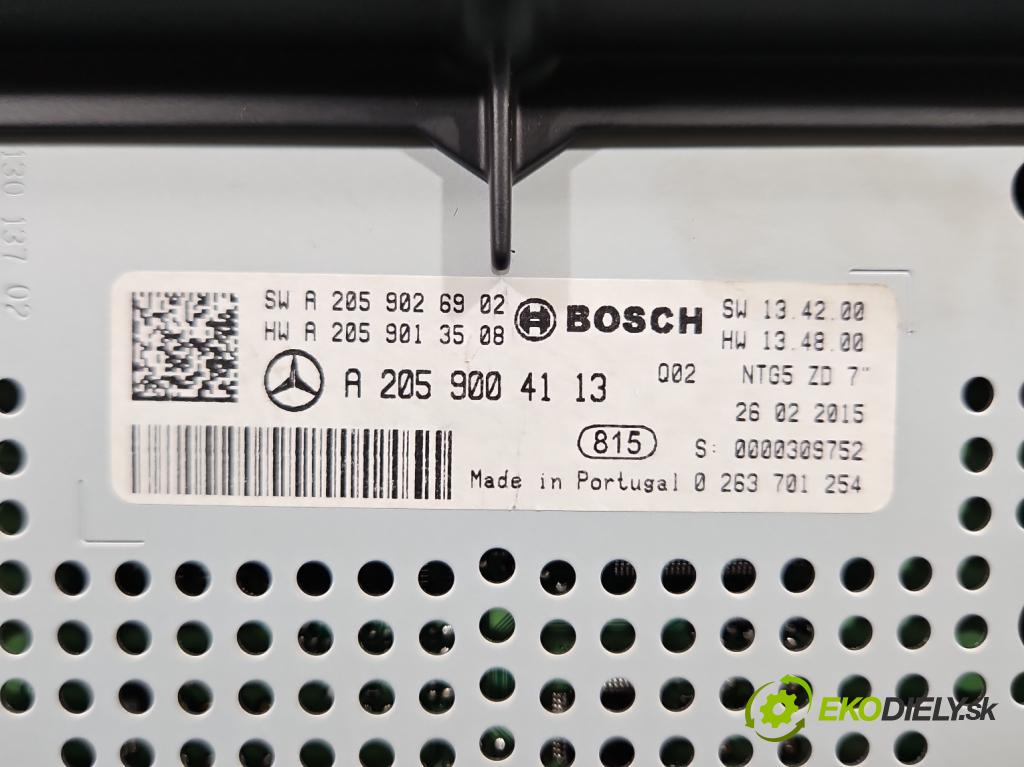 130 137 02
SW A 205 902 69 02
HW A 205 901 35 08
BOSCH
SW 13.42.00
HW 13.48.00
A 205 900 41 13
Q02
NTG5 ZD 7"
26 02 2015
815
S: 0000309752
Made in Portugal 0 263 701 254
EKODIELY.sk